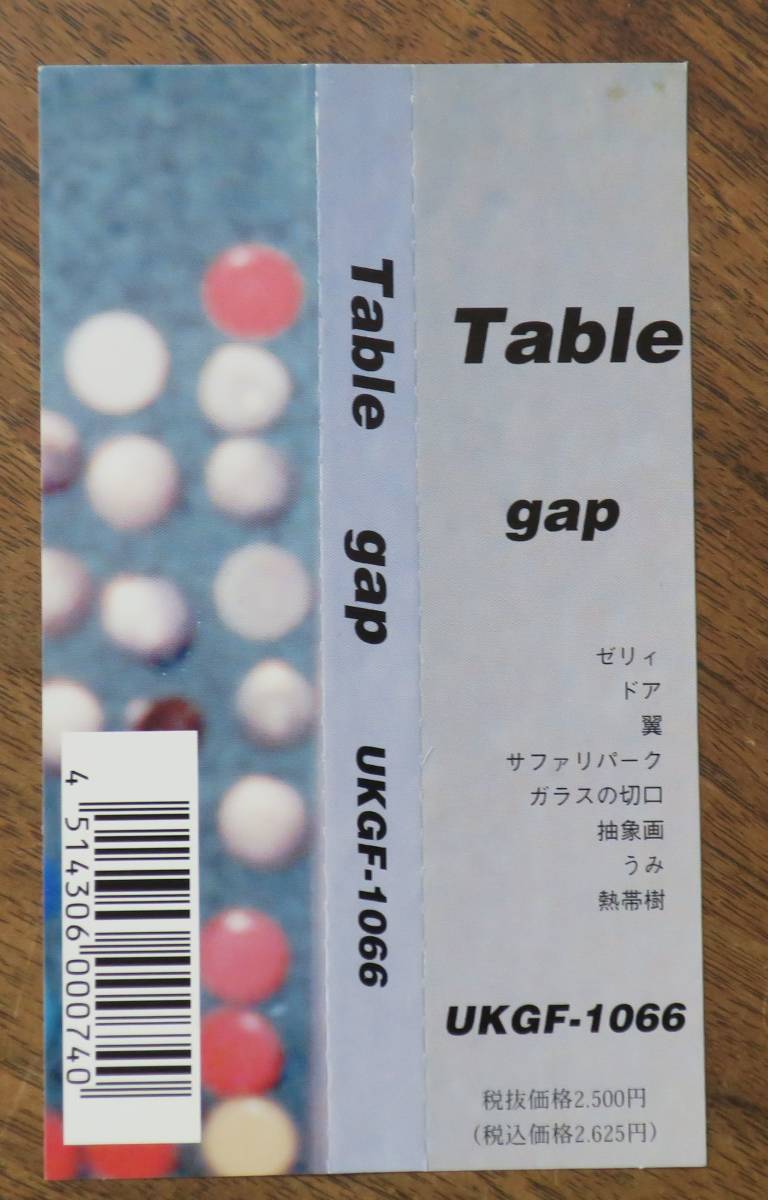 Table
gap
ゼリィ
ドア
翼
サファリパーク
ガラスの切口
抽象画
うみ
熱帯樹
UKGF-1066
税抜価格2.500円
(税込価格2.625円)
Table gap UKGF-1066
4 514306 000740